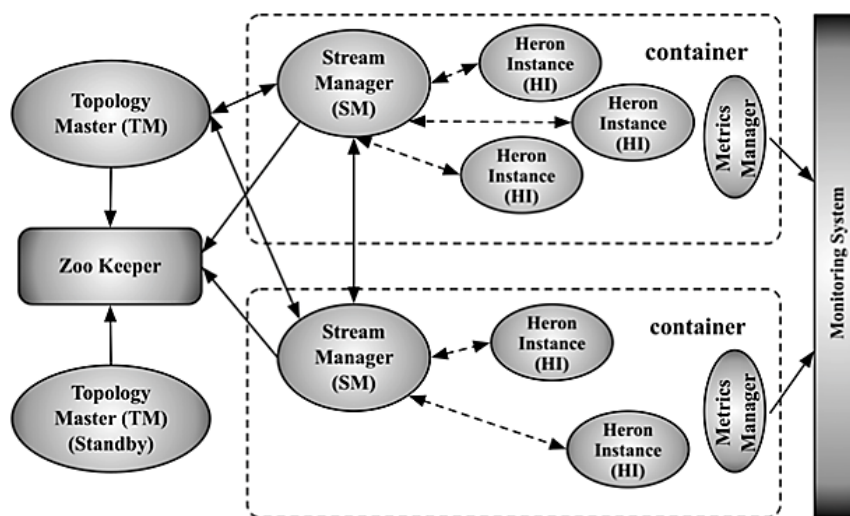 Topology
Master (TM)
Zoo Keeper
Topology
Master (TM)
(Standby)
Stream
Manager
(SM)
Heron
Instance
(HI)
Heron
Instance
(HI)
Heron
Instance
(HI)
container
Metrics
Manager
Stream
Manager
(SM)
Heron
Instance
(HI)
Heron
Instance
(HI)
container
Metrics
Manager
Monitoring System